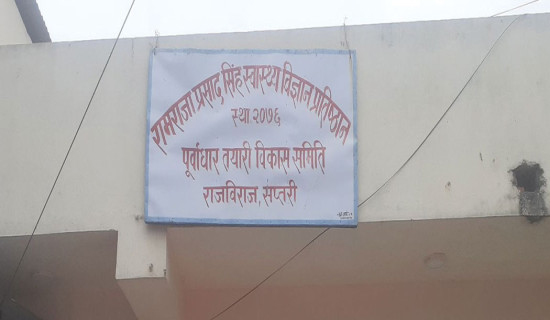 रामराजा प्रसाद सिंह स्वास्थ्य विज्ञान प्रतिष्ठान
स्था २०७६
पूर्वाधार तयारी विकास समिति
राजविराज, सप्तरी